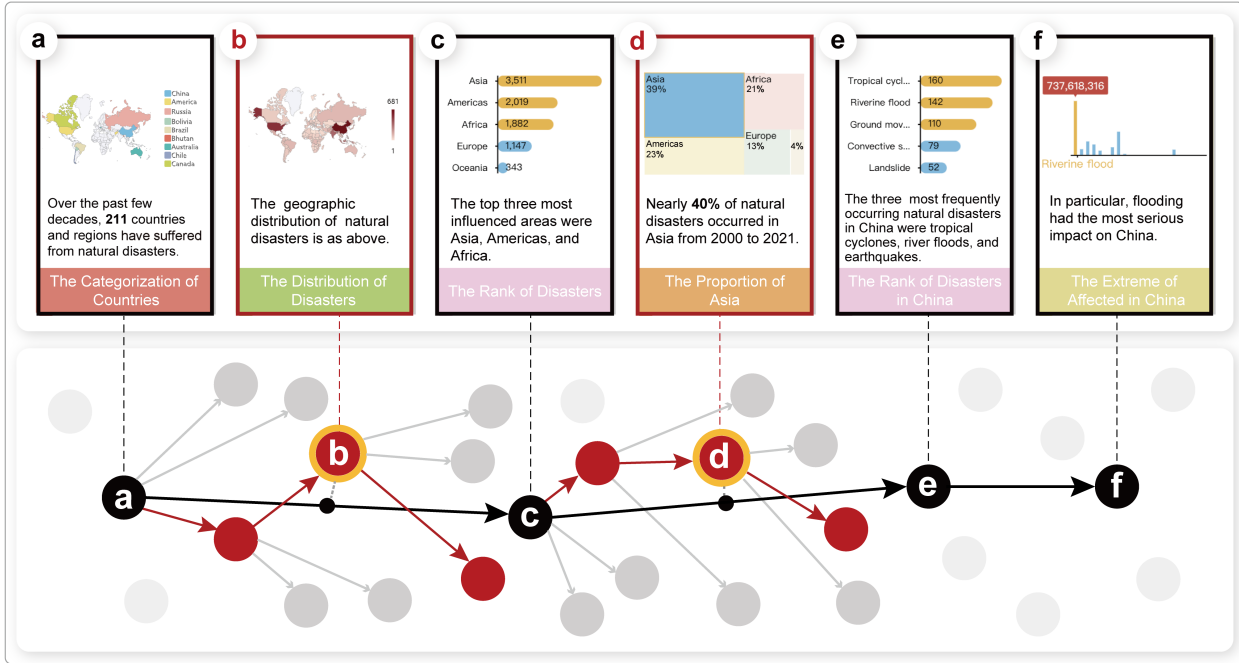 a
China
America
Russia
Bolivia
Brazil
Bhutan
Australia
Chile
Canada
Over the past few
decades, 211 countries
and regions have suffered
from natural disasters.
The Categorization of
Countries
b
681
1
The geographic
distribution of natural
disasters is as above.
The Distribution of
Disasters
c
Asia 3,511
Americas 2,019
Africa 1,882
Europe 1,147
Oceania 343
The top three most
influenced areas were
Asia, Americas, and
Africa.
The Rank of Disasters
d
Asia
39%
Africa
21%
Americas
23%
Europe
13%
4%
Nearly 40% of natural
disasters occurred in
Asia from 2000 to 2021.
The Proportion of
Asia
e
Tropical cycl... 160
Riverine flood 142
Ground mov... 110
Convective s... 79
Landslide 52
The three most frequently
occurring natural disasters
in China were tropical
cyclones, river floods, and
earthquakes.
The Rank of Disasters
in China
f
737,618,316
Riverine flood
In particular, flooding
had the most serious
impact on China.
The Extreme of
Affected in China
a
b
c
d
e
f